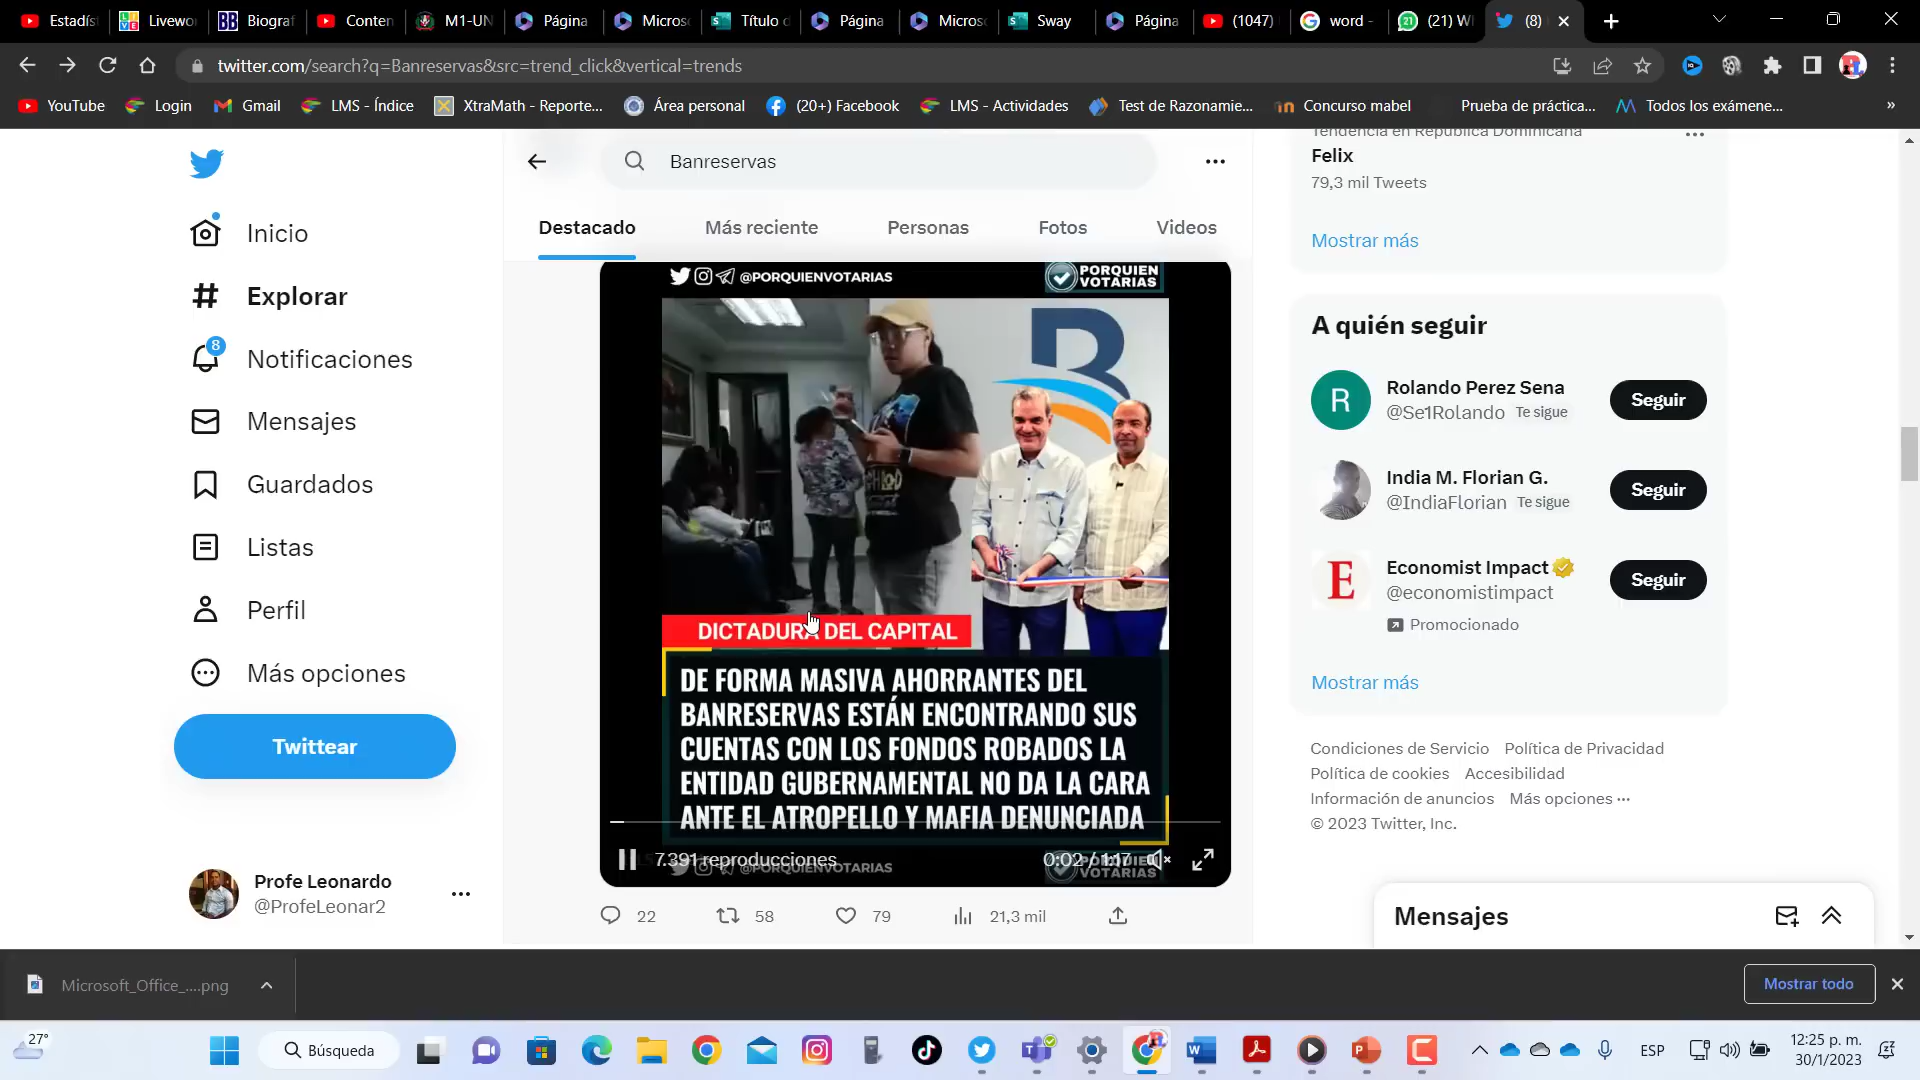 Estadís
Livewo
Biograf
Conten
M1-UN
Página
Micros
Título d
Página
Micros
Sway
Página
(1047)
word -
(21) W
(8)
twitter.com/search?q=Banreservas&src=trend_click&vertical=trends
YouTube
Login
Gmail
LMS - Índice
XtraMath - Reporte...
Área personal
(20+) Facebook
LMS - Actividades
Test de Razonamie...
Concurso mabel
Prueba de práctica...
Todos los exámene...
»
Inicio
Explorar
8
Notificaciones
Mensajes
Guardados
Listas
Perfil
Más opciones
Twittear
Profe Leonardo
@ProfeLeonar2
Banreservas
Destacado
Más reciente
Personas
Fotos
Videos
@PORQUIENVOTARIAS
PORQUIEN
VOTARIAS
DICTADURA DEL CAPITAL
DE FORMA MASIVA AHORRANTES DEL
BANRESERVAS ESTÁN ENCONTRANDO SUS
CUENTAS CON LOS FONDOS ROBADOS LA
ENTIDAD GUBERNAMENTAL NO DA LA CARA
ANTE EL ATROPELLO Y MAFIA DENUNCIADA
7.391 reproducciones
@PORQUIENVOTARIAS
0:02 / 1:17
PORQUIEN
VOTARIAS
22
58
79
21,3 mil
Tendencia en República Dominicana
Felix
79,3 mil Tweets
Mostrar más
A quién seguir
Rolando Perez Sena
@Se1Rolando Te sigue
Seguir
India M. Florian G.
@IndiaFlorian Te sigue
Seguir
Economist Impact
@economistimpact
Promocionado
Seguir
Mostrar más
Condiciones de Servicio Política de Privacidad
Política de cookies Accesibilidad
Información de anuncios Más opciones ···
© 2023 Twitter, Inc.
Mensajes
Microsoft_Office_....png
Mostrar todo
27°
Búsqueda
ESP
12:25 p. m.
30/1/2023